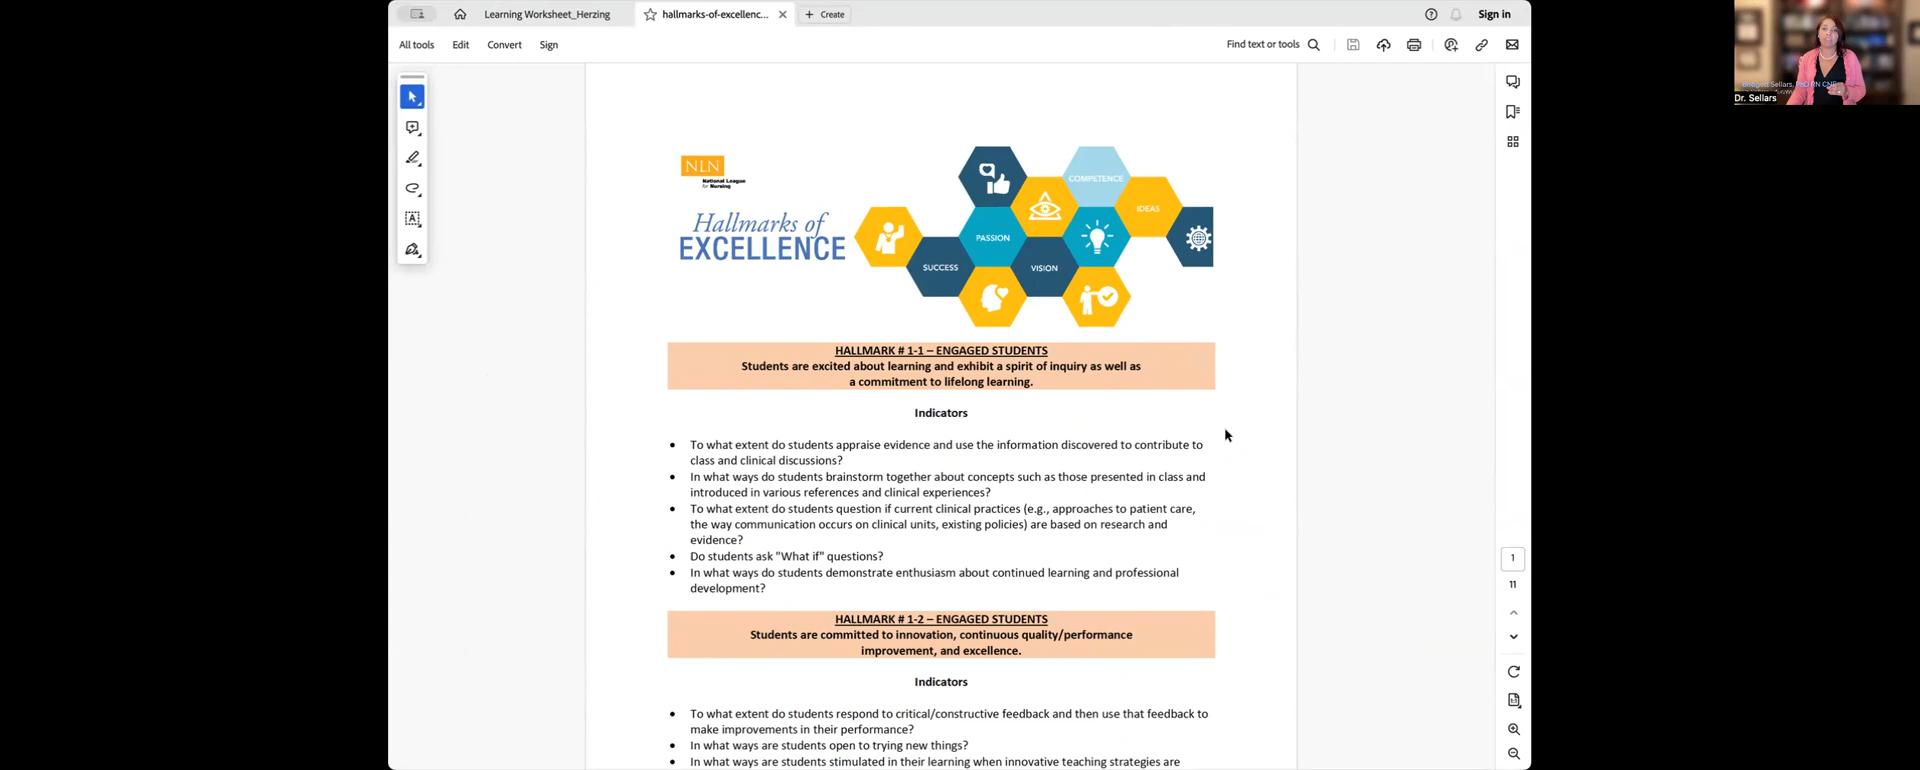 Learning Worksheet_Herzing
hallmarks-of-excellenc...
Create
Sign in
All tools
Edit
Convert
Sign
Find text or tools
Bridgett Sellars, PhD RN CNE
Dr. Sellars
NLN
National League
for Nursing
Hallmarks of
EXCELLENCE
COMPETENCE
IDEAS
PASSION
SUCCESS
VISION
HALLMARK # 1-1 – ENGAGED STUDENTS
Students are excited about learning and exhibit a spirit of inquiry as well as
a commitment to lifelong learning.
Indicators
• To what extent do students appraise evidence and use the information discovered to contribute to
class and clinical discussions?
• In what ways do students brainstorm together about concepts such as those presented in class and
introduced in various references and clinical experiences?
• To what extent do students question if current clinical practices (e.g., approaches to patient care,
the way communication occurs on clinical units, existing policies) are based on research and
evidence?
• Do students ask "What if" questions?
• In what ways do students demonstrate enthusiasm about continued learning and professional
development?
HALLMARK # 1-2 – ENGAGED STUDENTS
Students are committed to innovation, continuous quality/performance
improvement, and excellence.
Indicators
• To what extent do students respond to critical/constructive feedback and then use that feedback to
make improvements in their performance?
• In what ways are students open to trying new things?
• In what ways are students stimulated in their learning when innovative teaching strategies are
1
11